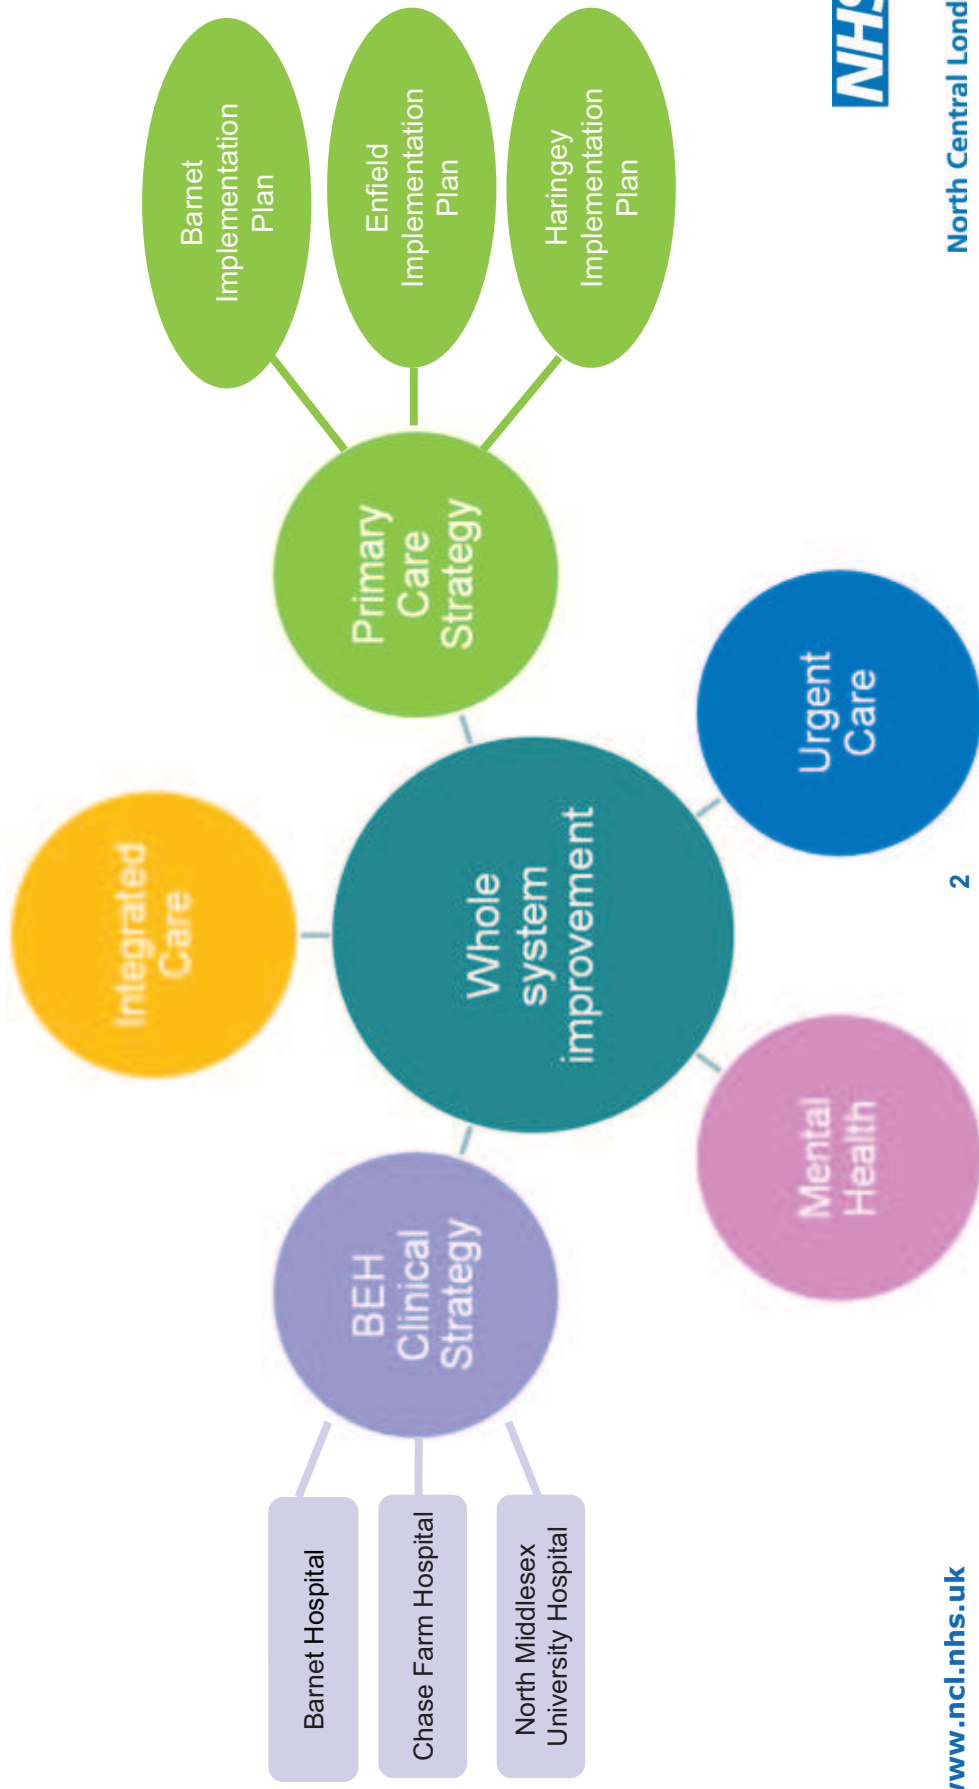 Integrated
Care
BEH
Clinical
Strategy
Primary
Care
Strategy
Whole
system
improvement
Mental
Health
Urgent
Care
Barnet Hospital
Chase Farm Hospital
North Middlesex
University Hospital
Barnet
Implementation
Plan
Enfield
Implementation
Plan
Haringey
Implementation
Plan
NHS
North Central Lond
www.ncl.nhs.uk
2